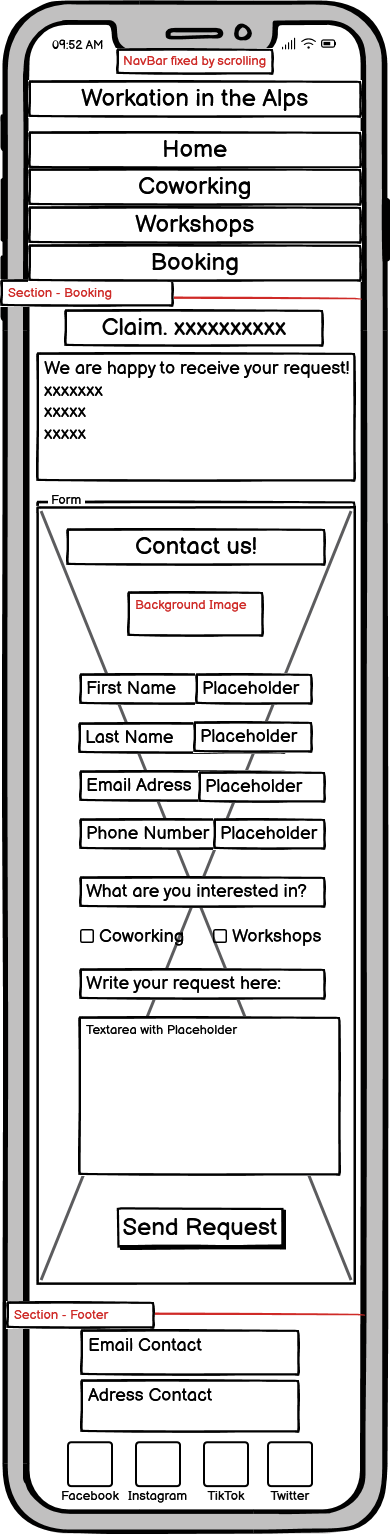 09:52 AM
NavBar fixed by scrolling
Workation in the Alps
Home
Coworking
Workshops
Booking
Section - Booking
Claim. xxxxxxxxxx
We are happy to receive your request!
xxxxxxx
xxxxx
xxxxx
Form
Contact us!
Background Image
First Name Placeholder
Last Name Placeholder
Email Adress Placeholder
Phone Number Placeholder
What are you interested in?
Coworking Workshops
Write your request here:
Textarea with Placeholder
Send Request
Section - Footer
Email Contact
Adress Contact
Facebook Instagram TikTok Twitter